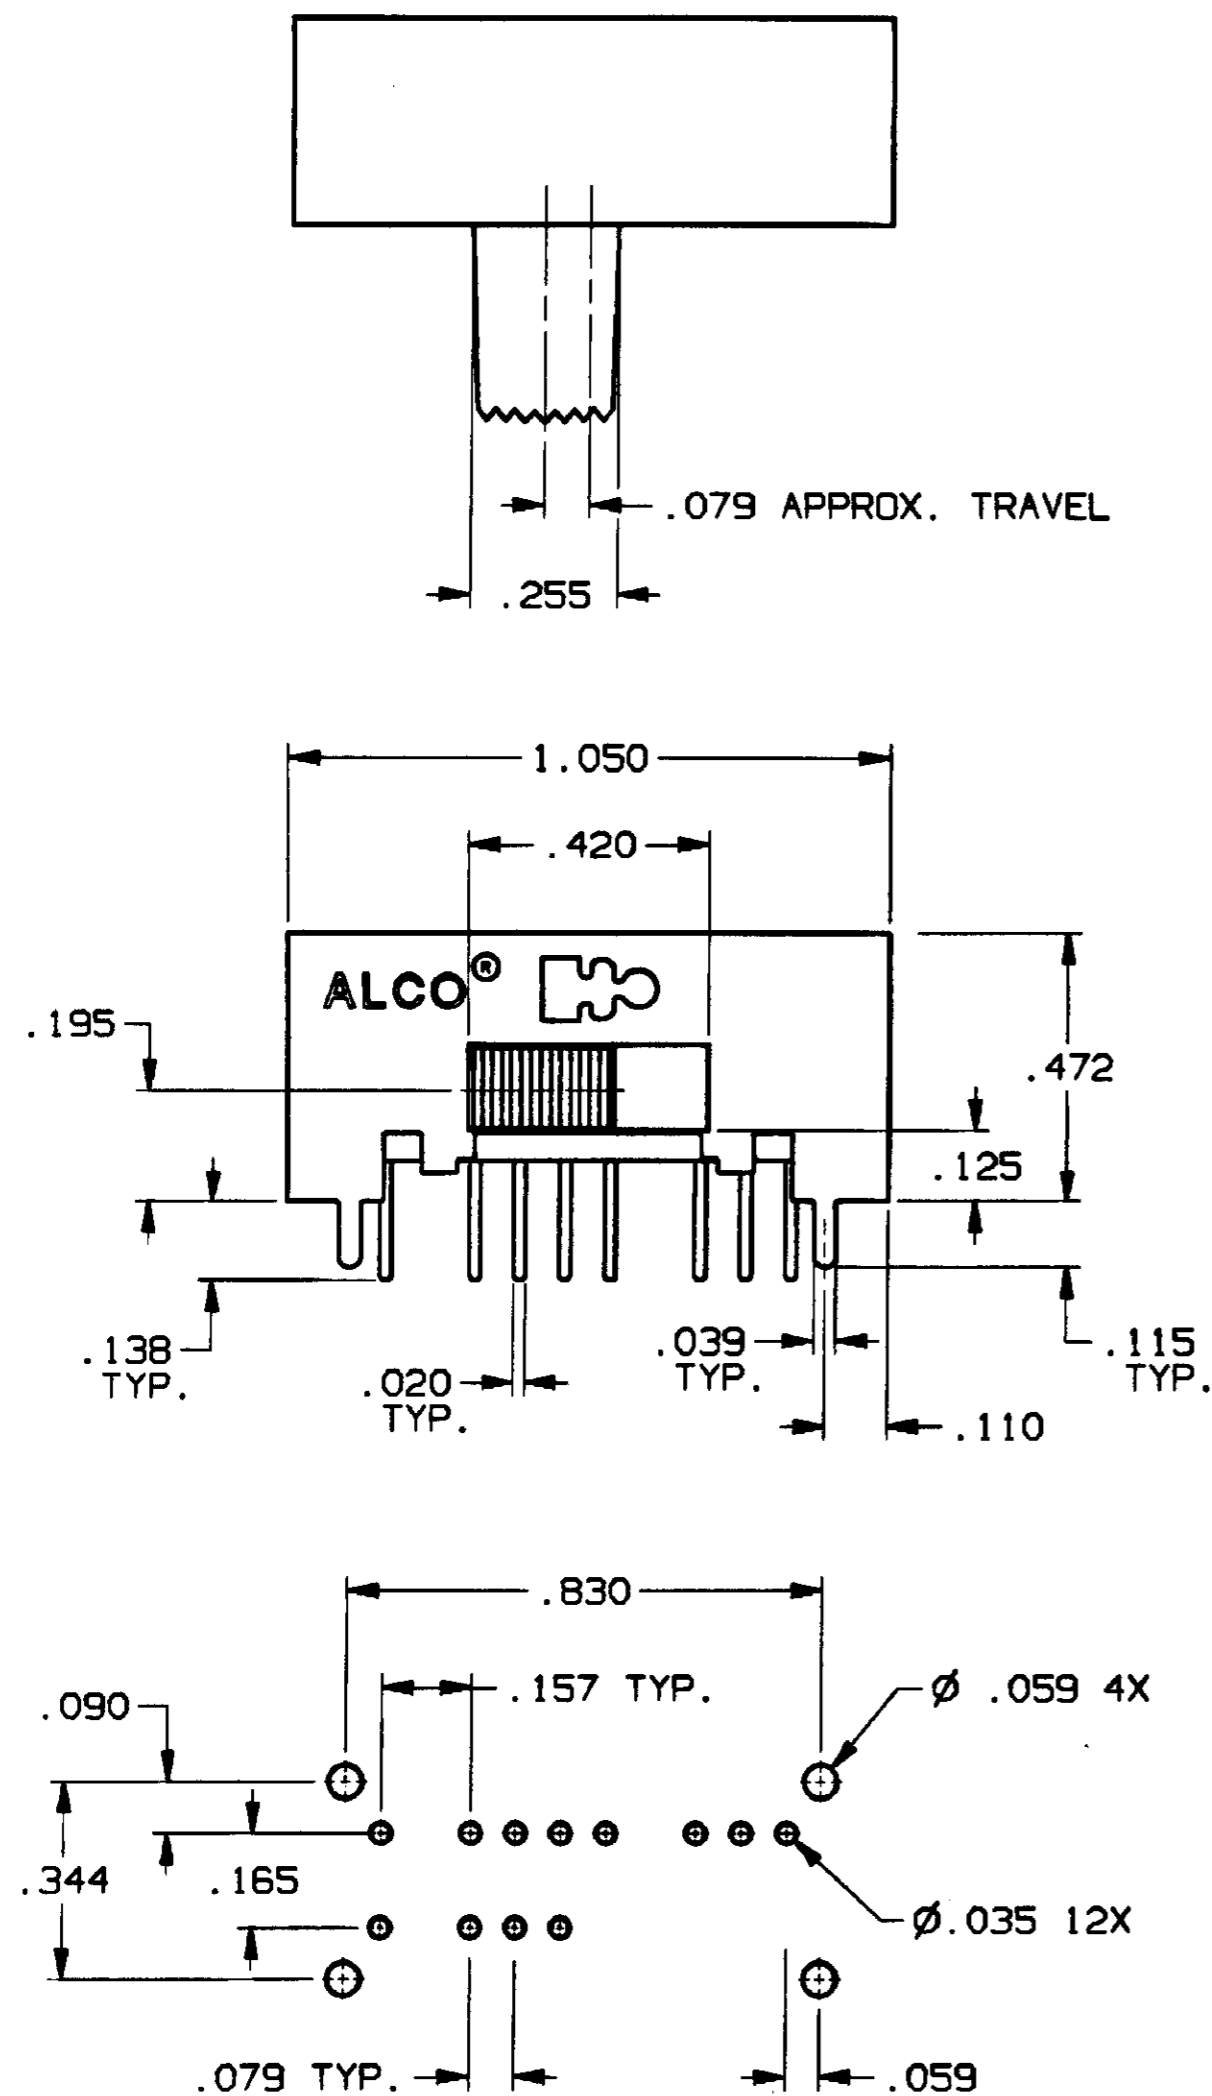 .079 APPROX. TRAVEL
.255
1.050
.420
ALCO®
.195
.472
.125
.138
TYP.
.020
TYP.
.039
TYP.
.115
TYP.
.110
.830
.157 TYP.
Ø .059 4X
.090
.344
.165
Ø.035 12X
.079 TYP.
.059